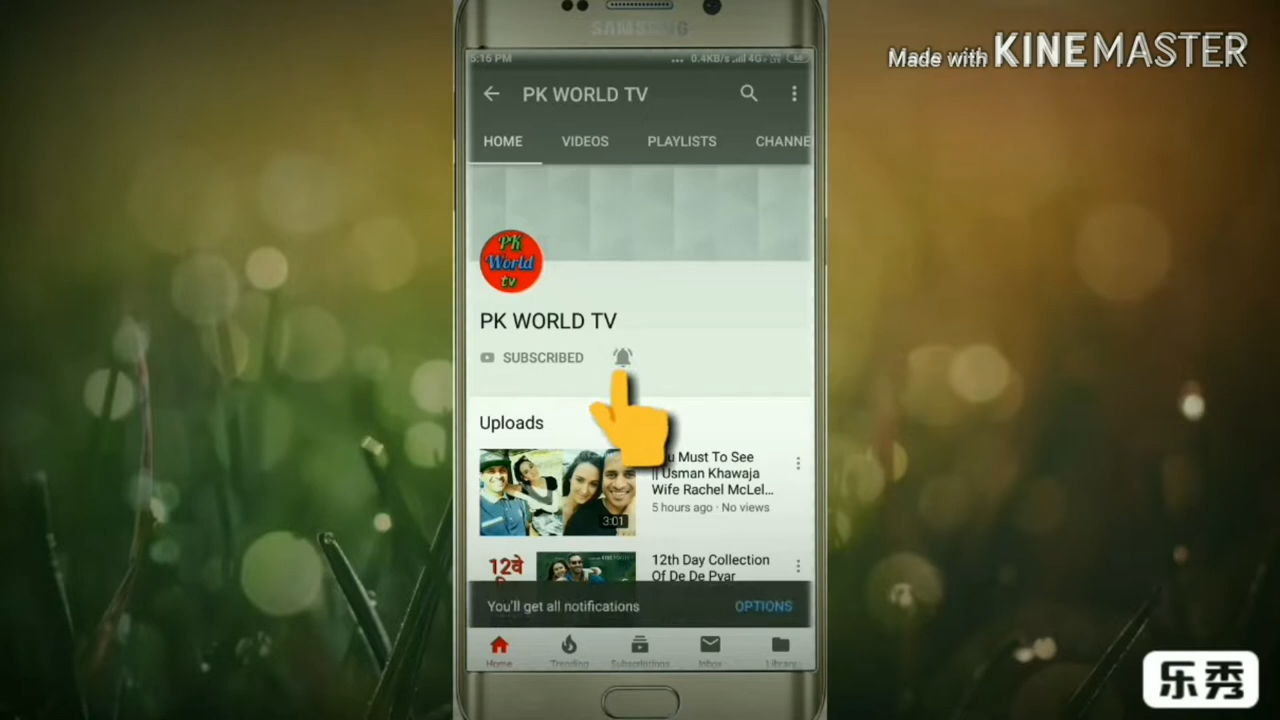 Made with KINEMASTER
SAMSUNG
5:16 PM
0.4KB/s 4G+ LTE
PK WORLD TV
HOME VIDEOS PLAYLISTS CHANNE
PK
World
tv
PK WORLD TV
SUBSCRIBED
Uploads
u Must To See
|| Usman Khawaja
Wife Rachel McLel...
5 hours ago · No views
3:01
12वे
12th Day Collection
Of De De Pyar
You'll get all notifications OPTIONS
Home Trending Subscriptions Inbox Library
乐秀